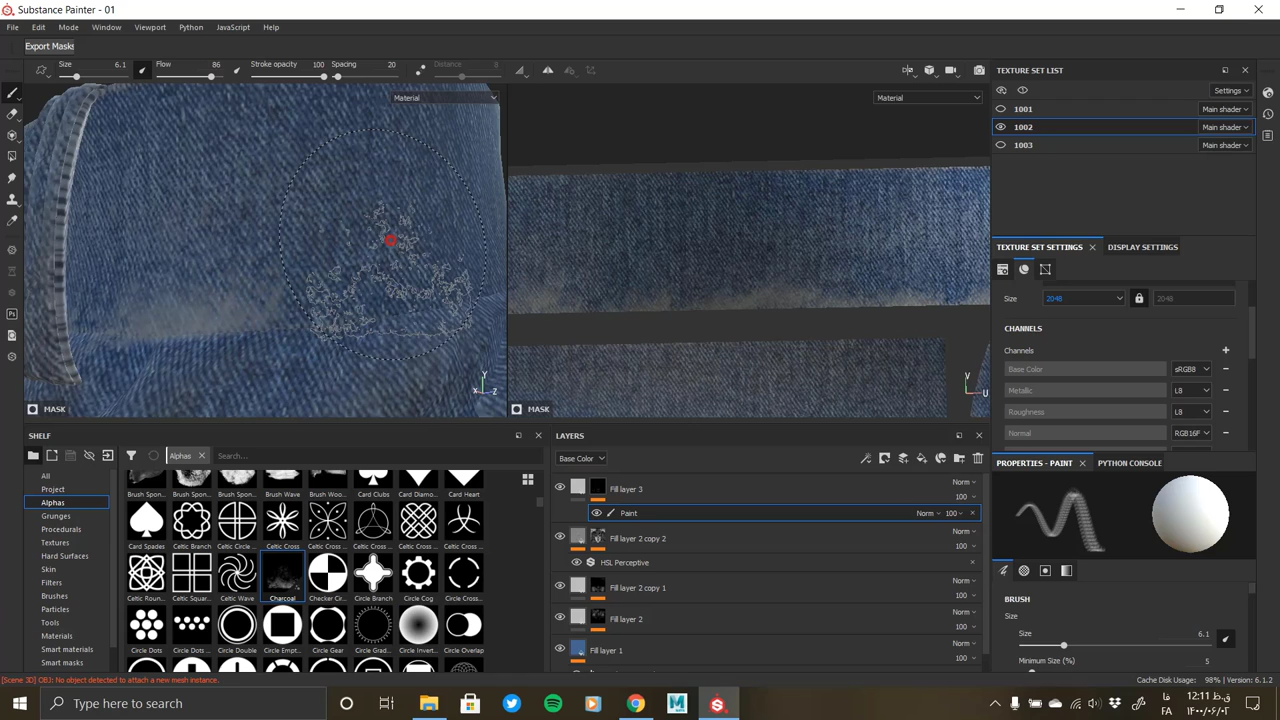 Substance Painter - 01
File Edit Mode Window Viewport Python JavaScript Help
Export Masks
Size 6.1 Flow 86 Stroke opacity 100 Spacing 20 Distance 8
Material
Material
MASK
MASK
Y
X Z
V
U
TEXTURE SET LIST
Settings
1001 Main shader
1002 Main shader
1003 Main shader
TEXTURE SET SETTINGS DISPLAY SETTINGS
Size 2048 2048
CHANNELS
Channels
Base Color sRGB8
Metallic L8
Roughness L8
Normal RGB16F
PROPERTIES - PAINT PYTHON CONSOLE
BRUSH
Size
Size 6.1
Minimum Size (%) 5
SHELF
Alphas Search...
All
Project
Alphas
Grunges
Procedurals
Textures
Hard Surfaces
Skin
Filters
Brushes
Particles
Tools
Materials
Smart materials
Smart masks
Brush Spon... Brush Spon... Brush Spon... Brush Wave Brush Woo... Card Clubs Card Diamo... Card Heart
Card Spades Celtic Branch Celtic Circle ... Celtic Cross Celtic Cross ... Celtic Cross ... Celtic Cross ... Celtic Cross...
Celtic Roun... Celtic Squar... Celtic Wave Charcoal Checker Cir... Circle Branch Circle Cog Circle Cross...
Circle Dots Circle Dots ... Circle Double Circle Empt... Circle Gear Circle Grad... Circle Invert... Circle Overlap
LAYERS
Base Color
Fill layer 3 Norm 100
Paint Norm 100
Fill layer 2 copy 2 Norm 100
HSL Perceptive
Fill layer 2 copy 1 Norm 100
Fill layer 2 Norm 100
Fill layer 1 Norm 100
[Scene 3D] OBJ: No object detected to attach a new mesh instance.
Cache Disk Usage: 98% | Version: 6.1.2
Type here to search
FA